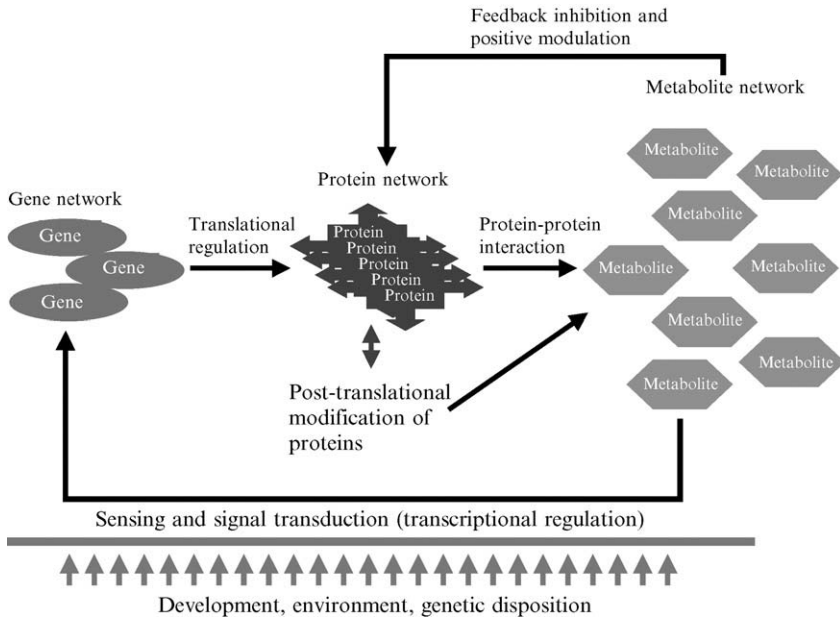 Feedback inhibition and
positive modulation
Metabolite network
Metabolite
Metabolite
Metabolite
Metabolite
Metabolite
Metabolite
Metabolite
Metabolite
Protein network
Protein
Protein
Protein
Protein
Protein
Gene network
Gene
Gene
Gene
Translational
regulation
Protein-protein
interaction
Post-translational
modification of
proteins
Sensing and signal transduction (transcriptional regulation)
Development, environment, genetic disposition